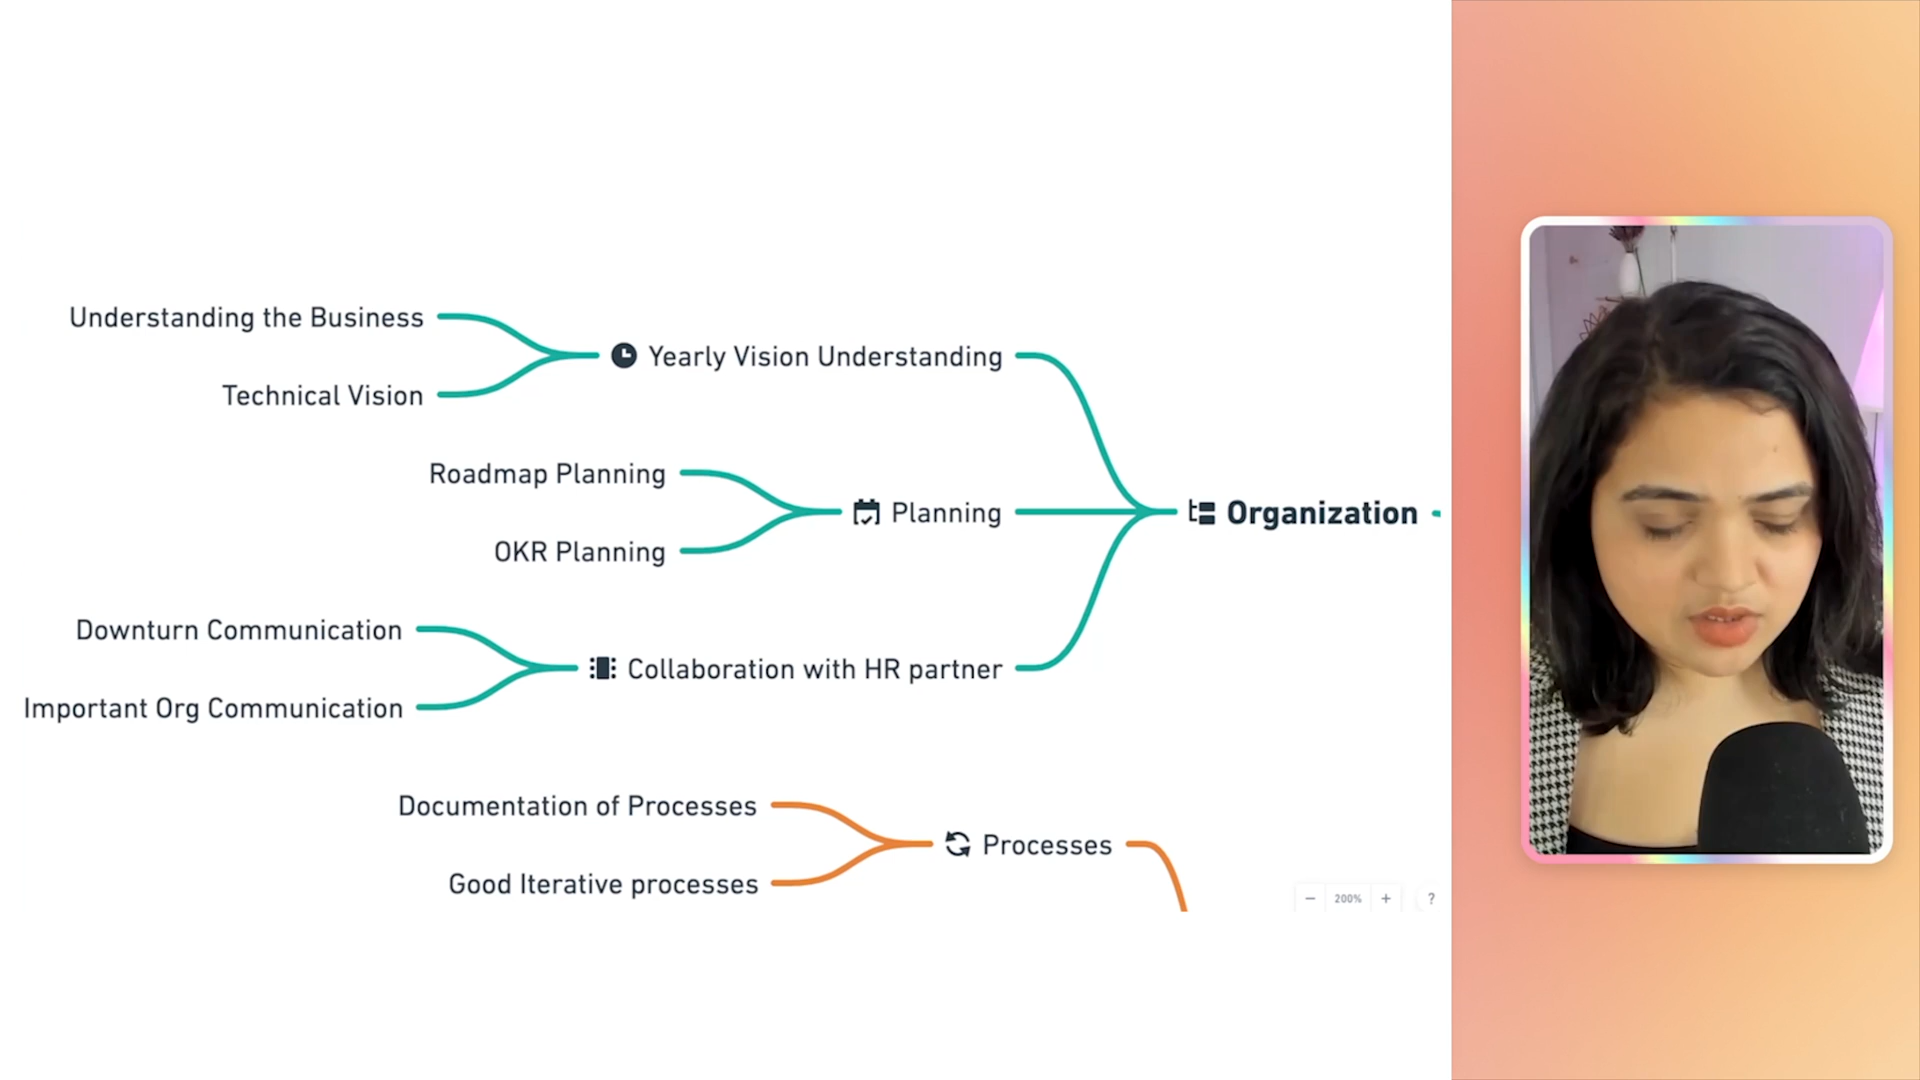 Understanding the Business
Yearly Vision Understanding
Technical Vision
Roadmap Planning
Planning
Organization
OKR Planning
Downturn Communication
Collaboration with HR partner
Important Org Communication
Documentation of Processes
Processes
Good Iterative processes
− 200% + ?